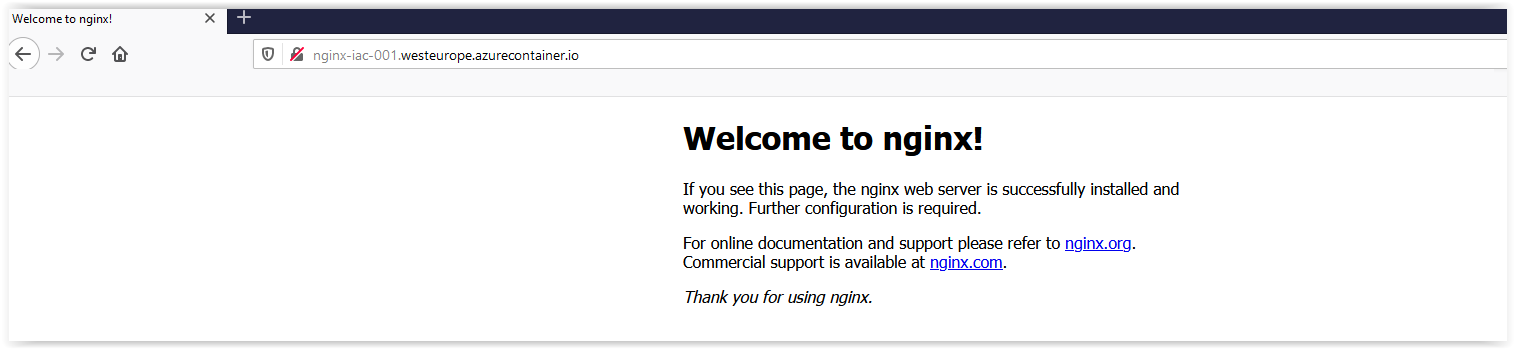 Welcome to nginx!
nginx-iac-001.westeurope.azurecontainer.io
Welcome to nginx!
If you see this page, the nginx web server is successfully installed and
working. Further configuration is required.
For online documentation and support please refer to nginx.org.
Commercial support is available at nginx.com.
Thank you for using nginx.